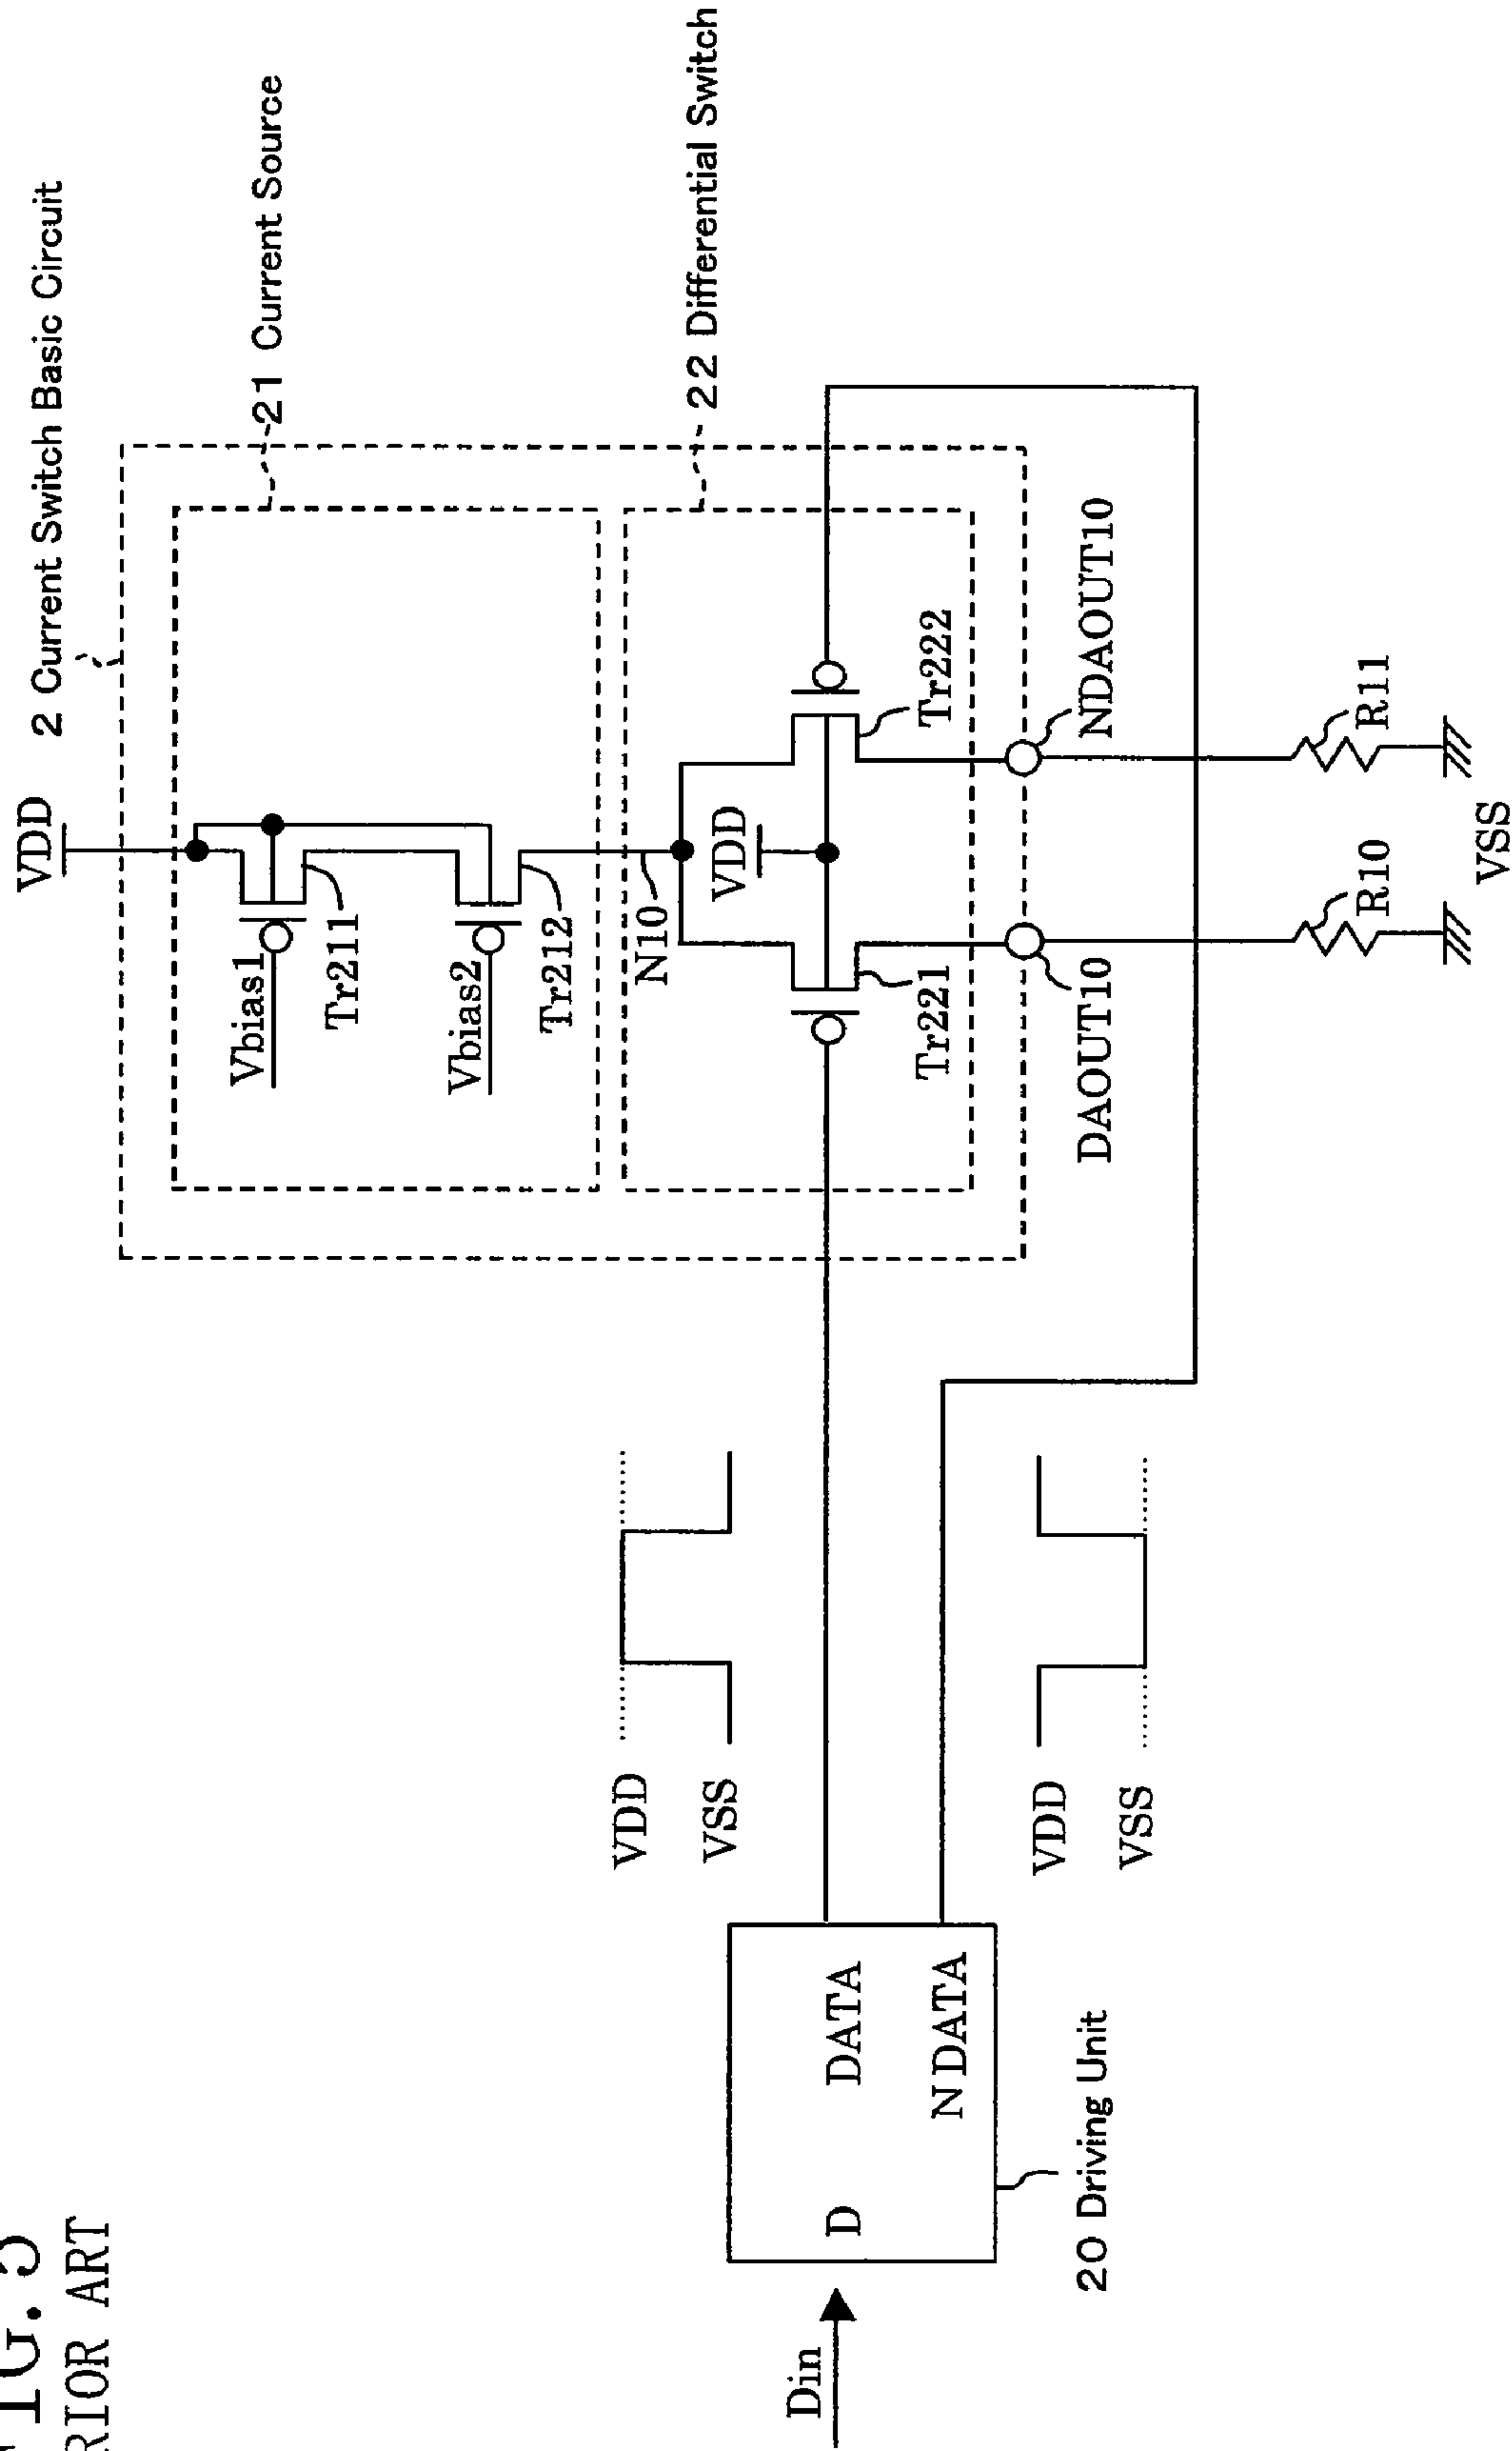 FIG.
RIOR ART
VDD
2 Current Switch Basic Circuit
21 Current Source
Vbias1
Tr211
Vbias2
Tr212
22 Differential Switch
N10
VDD
Tr221
Tr222
DAOUT10
NDAOUT10
R10
R11
VSS
VDD
VSS
VDD
VSS
Din
D
DATA
NDATA
20 Driving Unit